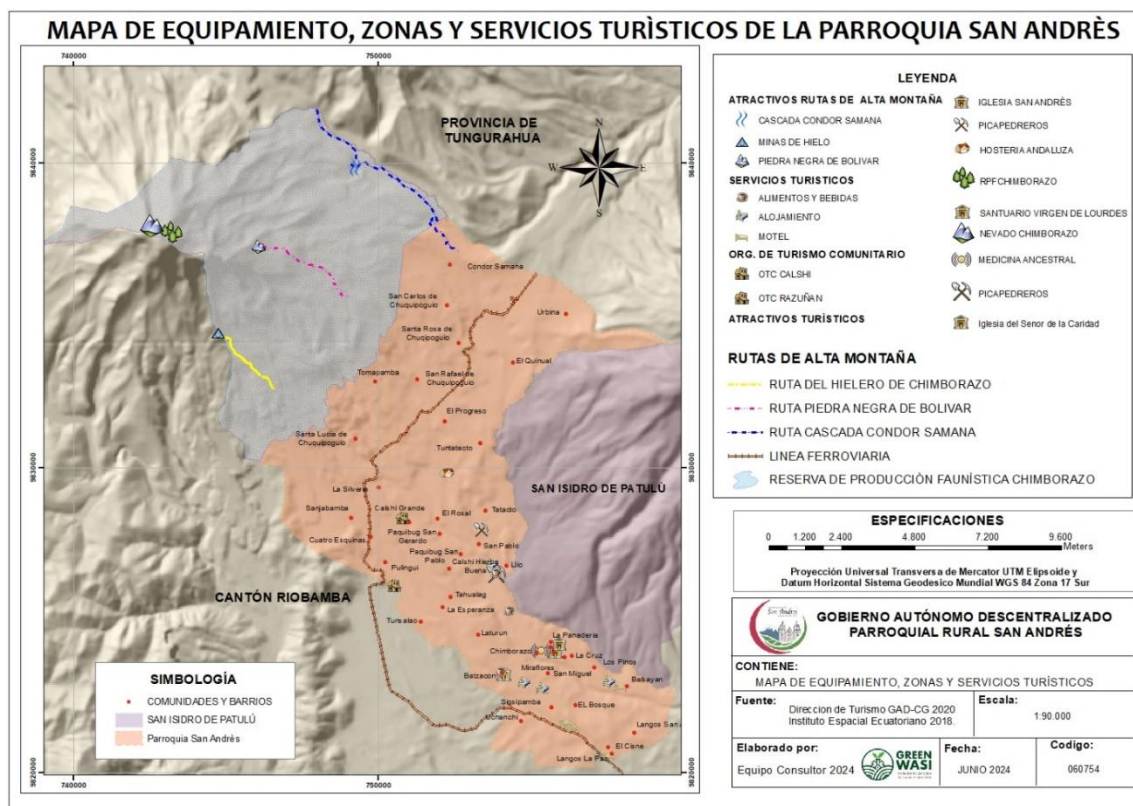 MAPA DE EQUIPAMIENTO, ZONAS Y SERVICIOS TURÌSTICOS DE LA PARROQUIA SAN ANDRÈS
740000
750000
9840000
9840000
9830000
9830000
9820000
9820000
740000
750000
PROVINCIA DE
TUNGURAHUA
N
W
E
S
Condor Samana
San Carlos de
Chuquipoguio
Urbina
Santa Rosa de
Chuqipoguio
El Quinual
San Rafael de
Chuquipoguio
Tomapamba
El Progreso
Santa Lucia de
Chuquipoguio
Tuntatacto
SAN ISIDRO DE PATULÙ
La Silveria
Sanjabamba
Calshi Grande
El Rosal
Tatacto
Cuatro Esquinas
Paquibug San
Gerardo
San Pablo
Paquibug San
Pablo
Pulingui
Calshi Hierba
Buena
CANTÓN RIOBAMBA
Tahualag
La Esperanza
Tunsalao
Laturun
La Panaderia
Chimborazo
La Cruz
Miraflores
Los Pinos
Batzacon
San Miguel
Balsayan
Sigsipamba
EL Bosque
Uchanchi
Langos San
El Cisne
Langos La Paz
SIMBOLOGÍA
COMUNIDADES Y BARRIOS
SAN ISIDRO DE PATULÚ
Parroquia San Andrès
LEYENDA
ATRACTIVOS RUTAS DE ALTA MONTAÑA
CASCADA CONDOR SAMANA
MINAS DE HIELO
PIEDRA NEGRA DE BOLIVAR
SERVICIOS TURISTICOS
ALIMENTOS Y BEBIDAS
ALOJAMIENTO
MOTEL
ORG. DE TURISMO COMUNITARIO
OTC CALSHI
OTC RAZUÑAN
ATRACTIVOS TURÍSTICOS
IGLESIA SAN ANDRÈS
PICAPEDREROS
HOSTERIA ANDALUZA
RPFCHIMBORAZO
SANTUARIO VIRGEN DE LOURDES
NEVADO CHIMBORAZO
MEDICINA ANCESTRAL
PICAPEDREROS
Iglesia del Senor de la Caridad
RUTAS DE ALTA MONTAÑA
RUTA DEL HIELERO DE CHIMBORAZO
RUTA PIEDRA NEGRA DE BOLIVAR
RUTA CASCADA CONDOR SAMANA
LINEA FERROVIARIA
RESERVA DE PRODUCCIÒN FAUNÌSTICA CHIMBORAZO
ESPECIFICACIONES
0 1.200 2.400 4.800 7.200 9.600
Meters
Proyección Universal Transversa de Mercator UTM Elipsoide y
Datum Horizontal Sistema Geodesico Mundial WGS 84 Zona 17 Sur
San Andrés
GOBIERNO AUTÓNOMO DESCENTRALIZADO
PARROQUIAL RURAL SAN ANDRÉS
CONTIENE:
MAPA DE EQUIPAMIENTO, ZONAS Y SERVICIOS TURÍSTICOS
Fuente:
Direccion de Turismo GAD-CG 2020
Instituto Espacial Ecuatoriano 2018.
Escala:
1:90.000
Elaborado por:
Equipo Consultor 2024
GREEN
WASI
Fecha:
JUNIO 2024
Codigo:
060754